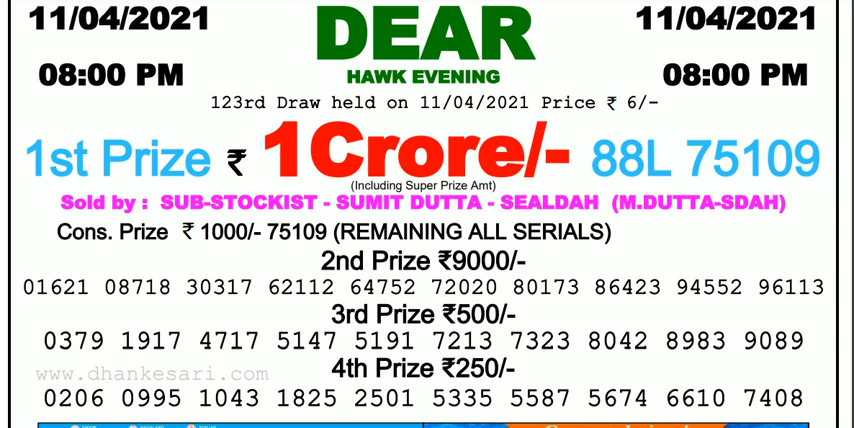 11/04/2021 DEAR 11/04/2021
08:00 PM HAWK EVENING 08:00 PM
123rd Draw held on 11/04/2021 Price ₹ 6/-
1st Prize ₹ 1Crore/- 88L 75109
(Including Super Prize Amt)
Sold by : SUB-STOCKIST - SUMIT DUTTA - SEALDAH (M.DUTTA-SDAH)
Cons. Prize ₹ 1000/- 75109 (REMAINING ALL SERIALS)
2nd Prize ₹9000/-
01621 08718 30317 62112 64752 72020 80173 86423 94552 96113
3rd Prize ₹500/-
0379 1917 4717 5147 5191 7213 7323 8042 8983 9089
www.dhankesari.com 4th Prize ₹250/-
0206 0995 1043 1825 2501 5335 5587 5674 6610 7408